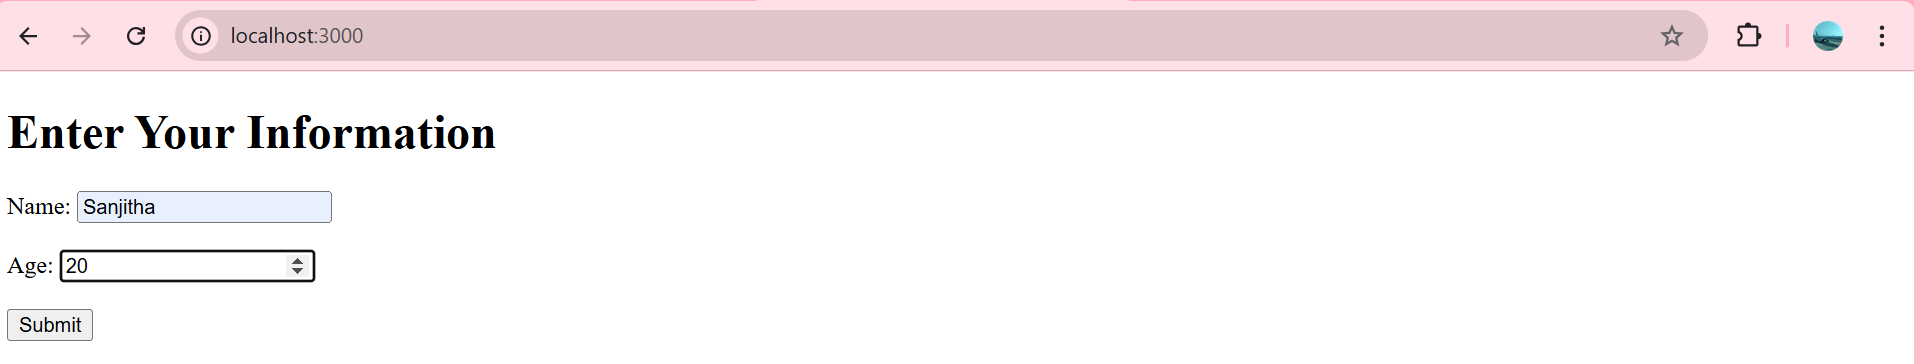 localhost:3000
Enter Your Information
Name: Sanjitha
Age: 20
Submit